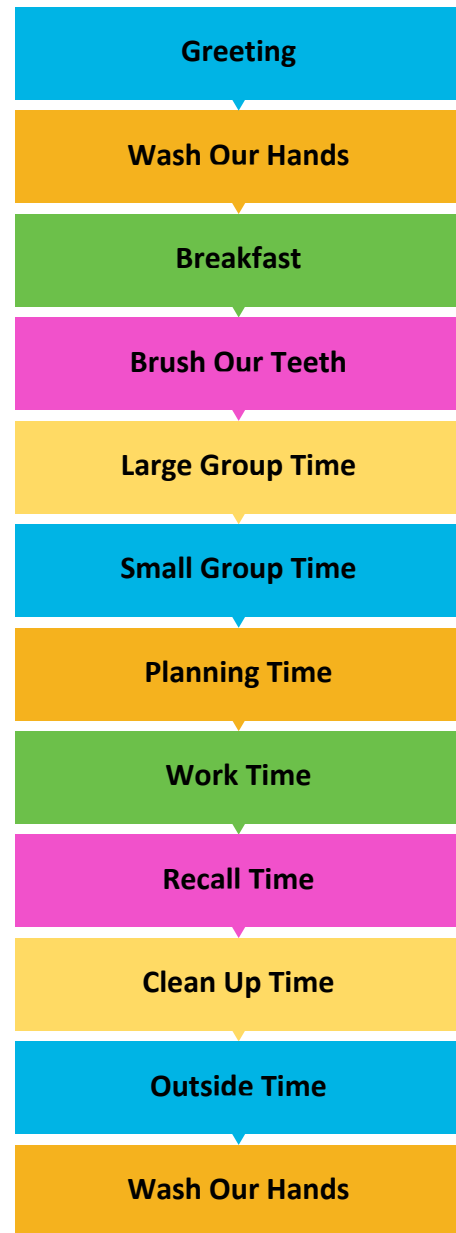 Greeting
Wash Our Hands
Breakfast
Brush Our Teeth
Large Group Time
Small Group Time
Planning Time
Work Time
Recall Time
Clean Up Time
Outside Time
Wash Our Hands